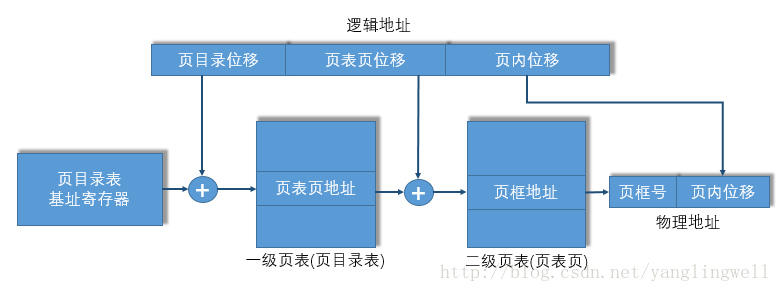 逻辑地址
页目录位移
页表页位移
页内位移
页目录表
基址寄存器
+
页表页地址
+
页框地址
页框号
页内位移
物理地址
一级页表(页目录表)
二级页表(页表页)
http://blog.csdn.net/yanglingwell